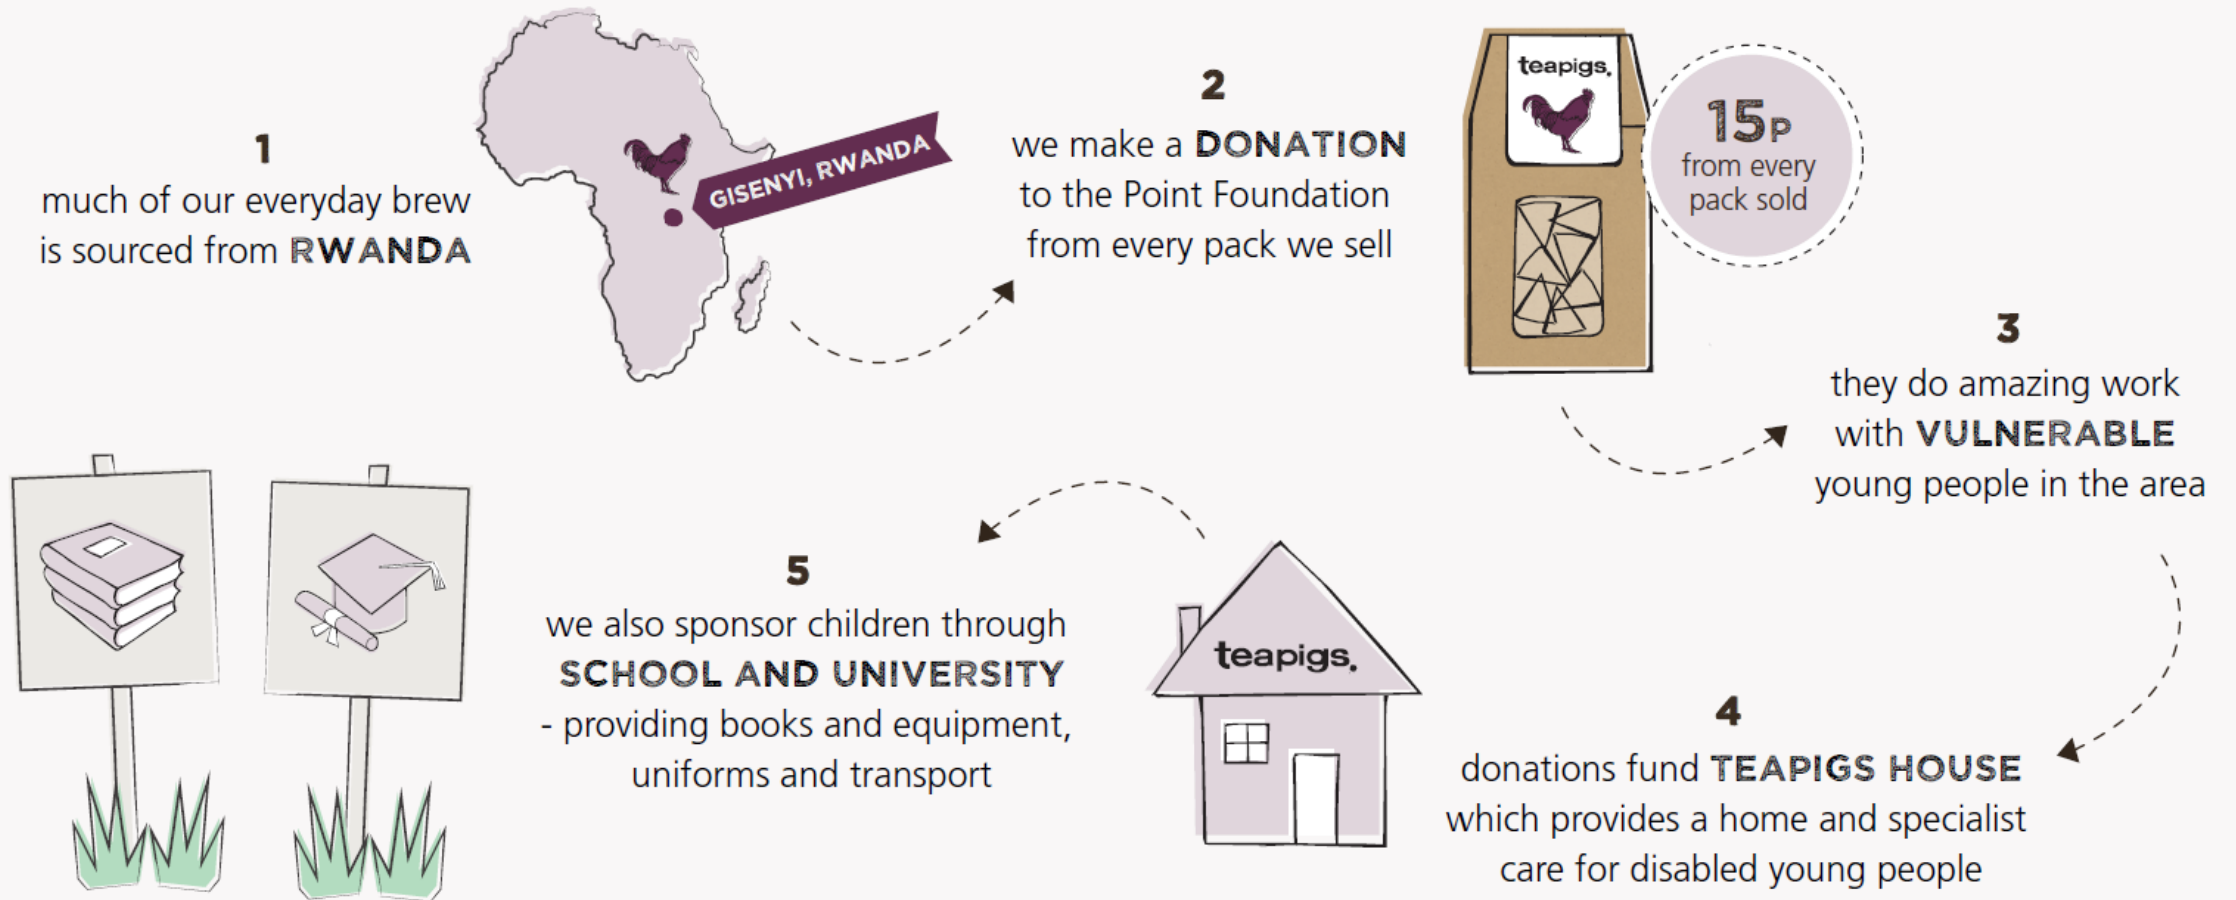 1
much of our everyday brew
is sourced from RWANDA
GISENYI, RWANDA
2
we make a DONATION
to the Point Foundation
from every pack we sell
teapigs.
15P
from every
pack sold
3
they do amazing work
with VULNERABLE
young people in the area
4
donations fund TEAPIGS HOUSE
which provides a home and specialist
care for disabled young people
teapigs.
5
we also sponsor children through
SCHOOL AND UNIVERSITY
- providing books and equipment,
uniforms and transport